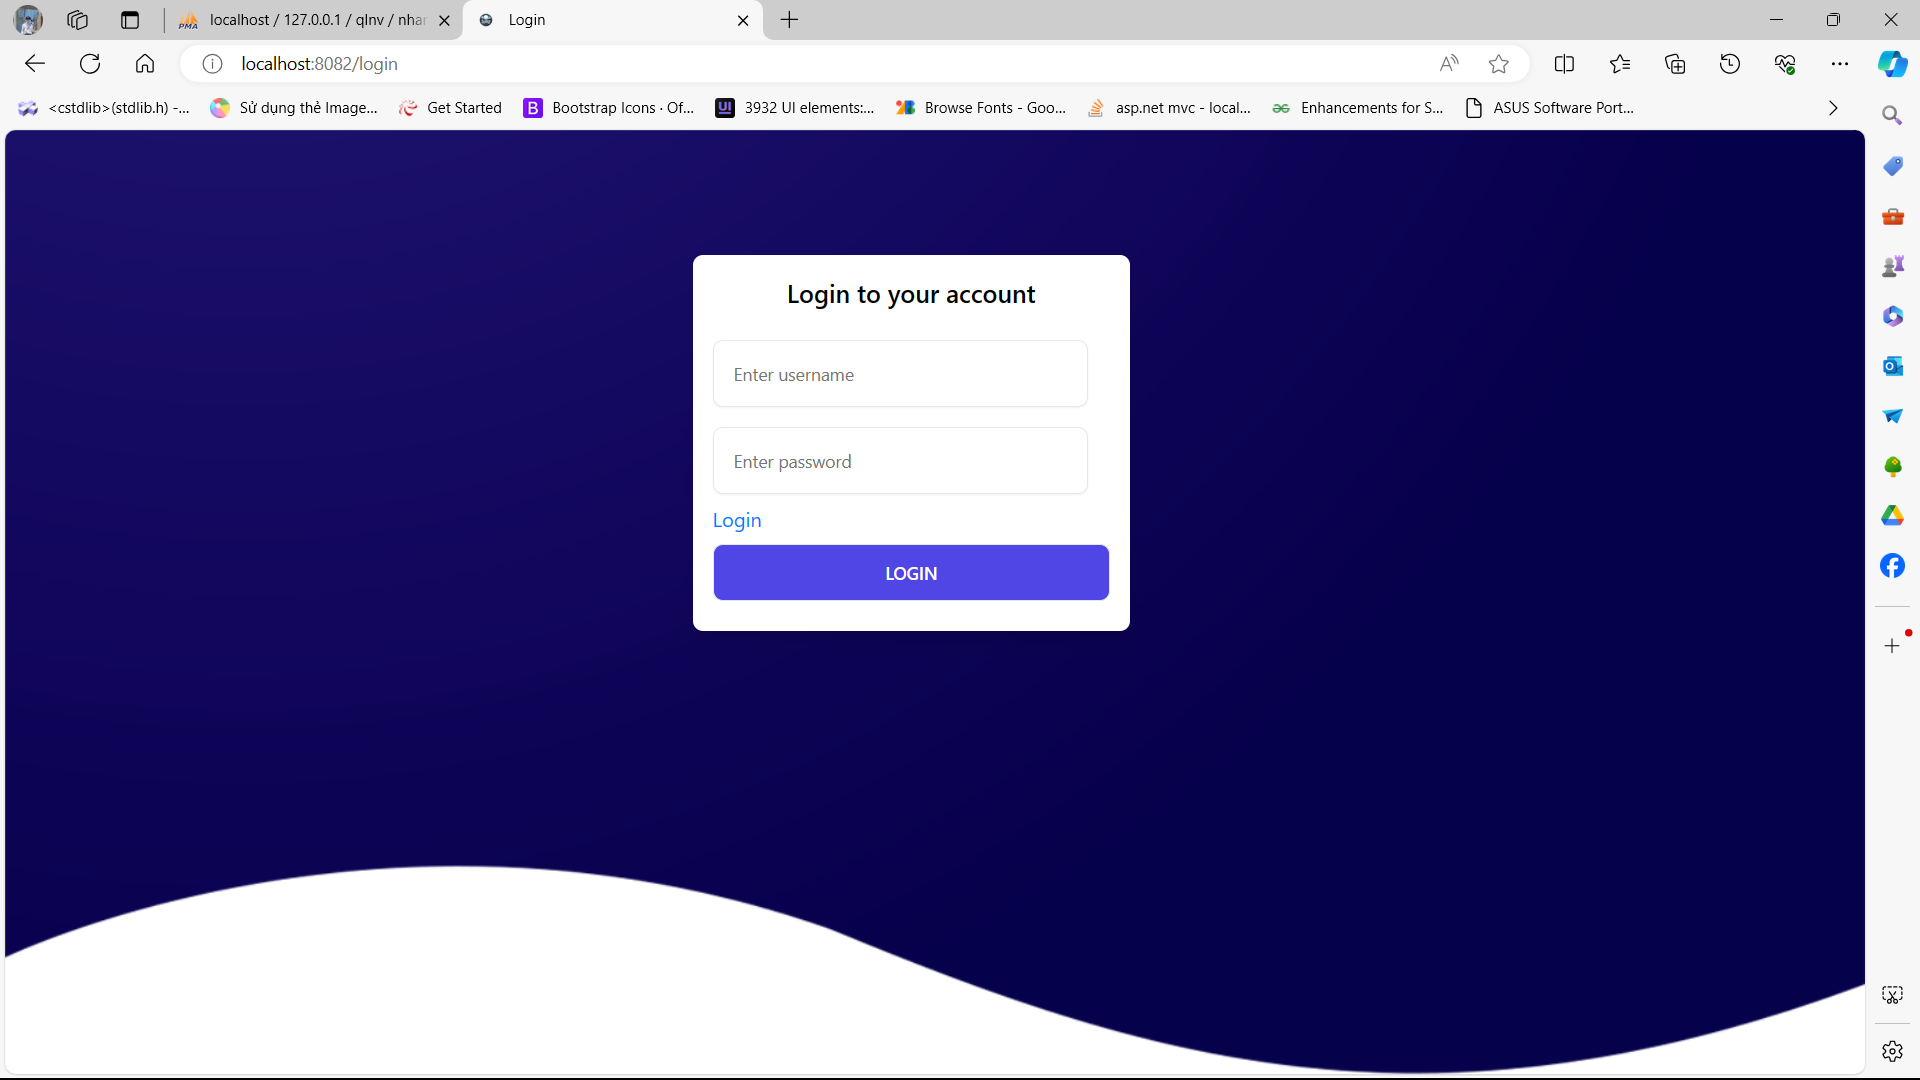 localhost / 127.0.0.1 / qlnv / nhan
Login
localhost:8082/login
<cstdlib>(stdlib.h) -...
Sử dụng thẻ Image...
Get Started
B
Bootstrap Icons · Of...
UI
3932 UI elements:...
Browse Fonts - Goo...
asp.net mvc - local...
Enhancements for S...
ASUS Software Port...
Login to your account
Enter username
Enter password
Login
LOGIN